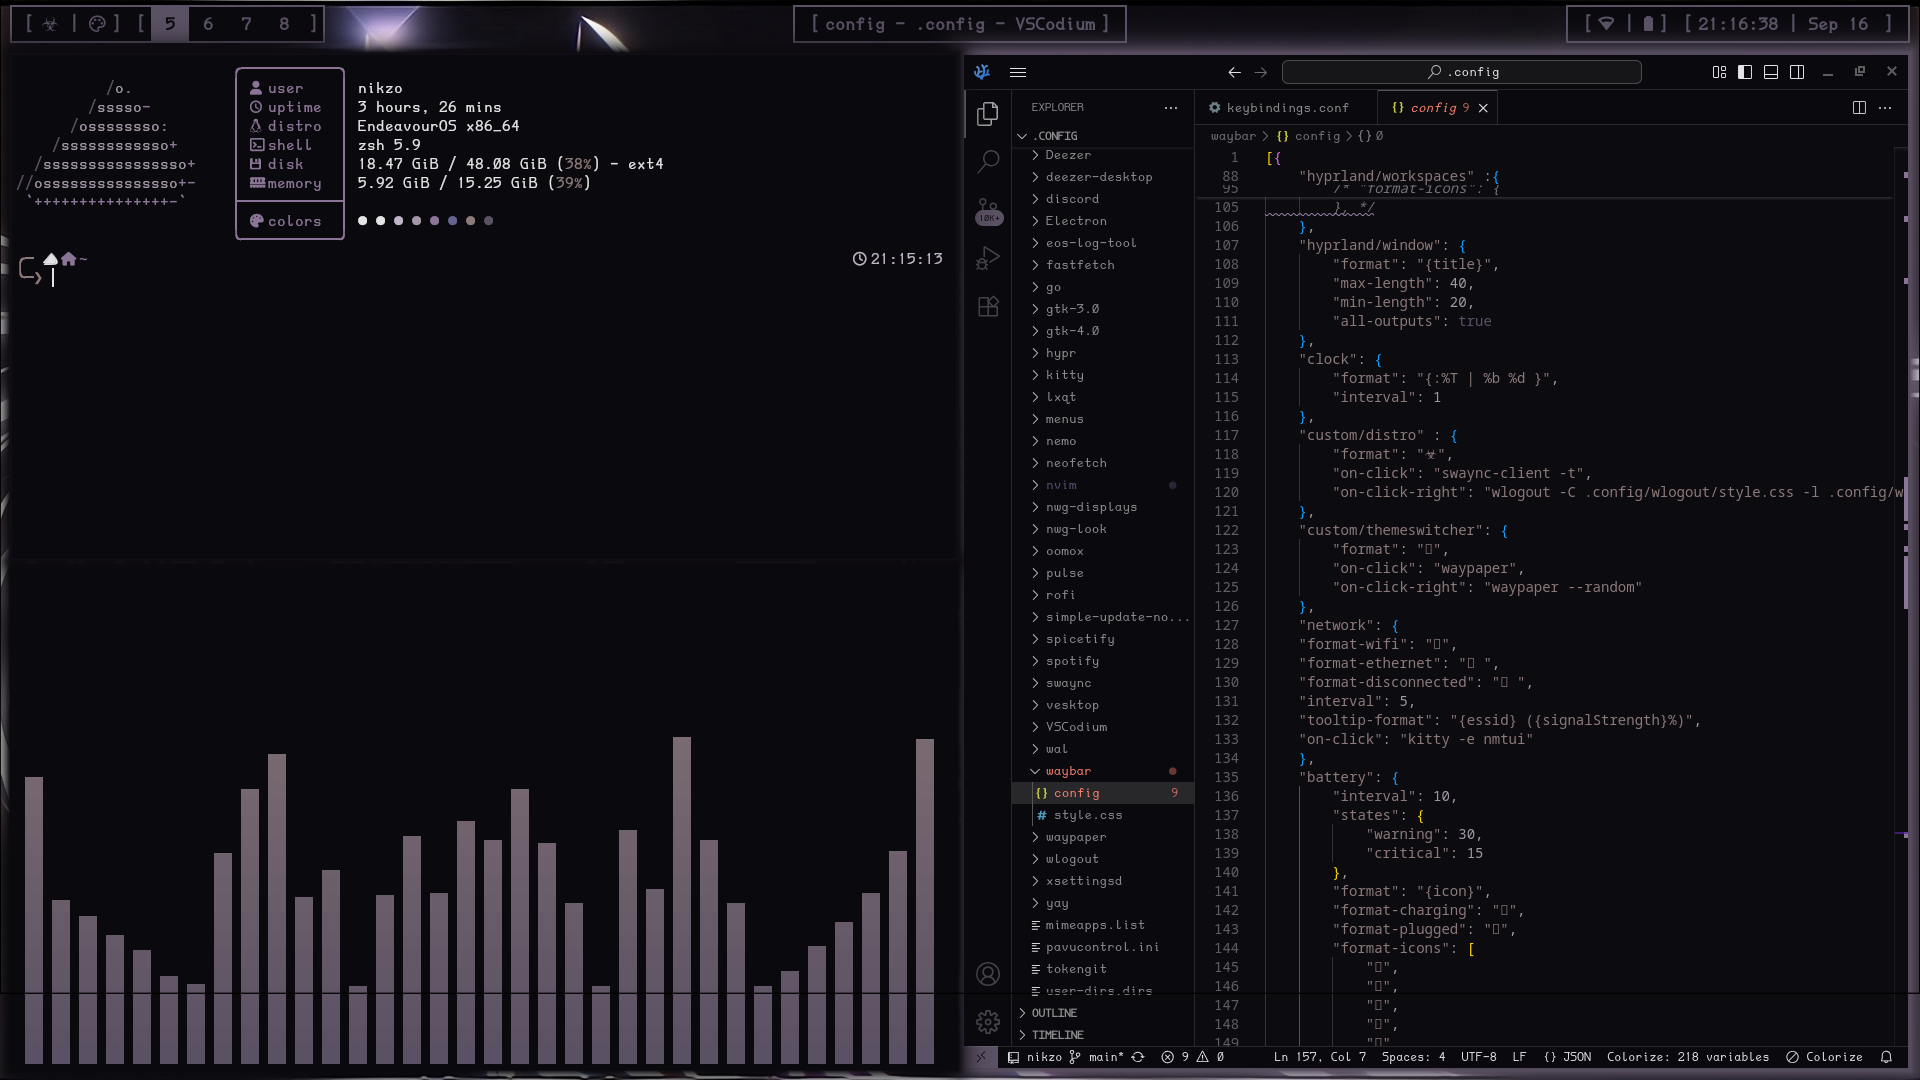 [ ☣ | ] [ 5 6 7 8 ]
[ config - .config - VSCodium ]
[ | ] [ 21:16:38 | Sep 16 ]
/o.
/sssso-
/osssssssso:
/ssssssssssso+
/ssssssssssssssso+
//osssssssssssssso+-
`+++++++++++++++-`
user nikzo
uptime 3 hours, 26 mins
distro EndeavourOS x86_64
shell zsh 5.9
disk 18.47 GiB / 48.08 GiB (38%) - ext4
memory 5.92 GiB / 15.25 GiB (39%)
colors
~ 21:15:13
.config
EXPLORER ...
.CONFIG
Deezer
deezer-desktop
discord
Electron
eos-log-tool
fastfetch
go
gtk-3.0
gtk-4.0
hypr
kitty
lxqt
menus
nemo
neofetch
nvim
nwg-displays
nwg-look
oomox
pulse
rofi
simple-update-no...
spicetify
spotify
swaync
vesktop
VSCodium
wal
waybar
{} config 9
# style.css
waypaper
wlogout
xsettingsd
yay
mimeapps.list
pavucontrol.ini
tokengit
user-dirs.dirs
OUTLINE
TIMELINE
10K+
keybindings.conf
{} config 9
waybar > {} config > {} 0
1 [{
88 "hyprland/workspaces" :{
95 /* "format-icons": {
105 }, */
106 },
107 "hyprland/window": {
108 "format": "{title}",
109 "max-length": 40,
110 "min-length": 20,
111 "all-outputs": true
112 },
113 "clock": {
114 "format": "{:%T | %b %d }",
115 "interval": 1
116 },
117 "custom/distro" : {
118 "format": "☣",
119 "on-click": "swaync-client -t",
120 "on-click-right": "wlogout -C .config/wlogout/style.css -l .config/w
121 },
122 "custom/themeswitcher": {
123 "format": "▯",
124 "on-click": "waypaper",
125 "on-click-right": "waypaper --random"
126 },
127 "network": {
128 "format-wifi": "▯",
129 "format-ethernet": "▯ ",
130 "format-disconnected": "▯ ",
131 "interval": 5,
132 "tooltip-format": "{essid} ({signalStrength}%)",
133 "on-click": "kitty -e nmtui"
134 },
135 "battery": {
136 "interval": 10,
137 "states": {
138 "warning": 30,
139 "critical": 15
140 },
141 "format": "{icon}",
142 "format-charging": "▯",
143 "format-plugged": "▯",
144 "format-icons": [
145 "▯",
146 "▯",
147 "▯",
148 "▯",
149
nikzo main* 9 0
Ln 157, Col 7 Spaces: 4 UTF-8 LF {} JSON Colorize: 218 variables Colorize